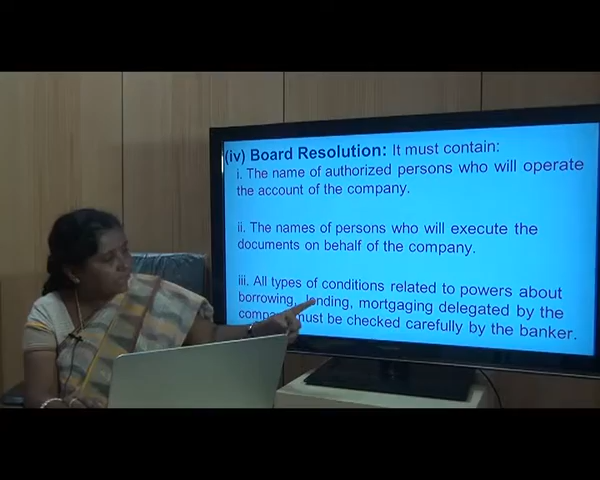 (iv) Board Resolution: It must contain:
i. The name of authorized persons who will operate
the account of the company.
ii. The names of persons who will execute the
documents on behalf of the company.
iii. All types of conditions related to powers about
borrowing, lending, mortgaging delegated by the
must be checked carefully by the banker.